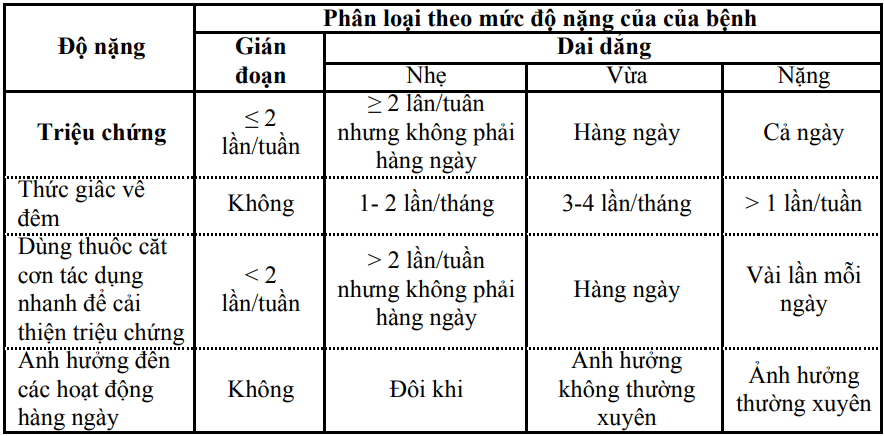 Độ nặng
Phân loại theo mức độ nặng của của bệnh
Gián
đoạn
Dai dẳng
Nhẹ
Vừa
Nặng
Triệu chứng
≤ 2
lần/tuần
≥ 2 lần/tuần
nhưng không phải
hàng ngày
Hàng ngày
Cả ngày
Thức giấc về
đêm
Không
1- 2 lần/tháng
3-4 lần/tháng
> 1 lần/tuần
Dùng thuốc cắt
cơn tác dụng
nhanh để cải
thiện triệu chứng
< 2
lần/tuần
> 2 lần/tuần
nhưng không phải
hàng ngày
Hàng ngày
Vài lần mỗi
ngày
Ảnh hưởng đến
các hoạt động
hàng ngày
Không
Đôi khi
Ảnh hưởng
không thường
xuyên
Ảnh hưởng
thường xuyên